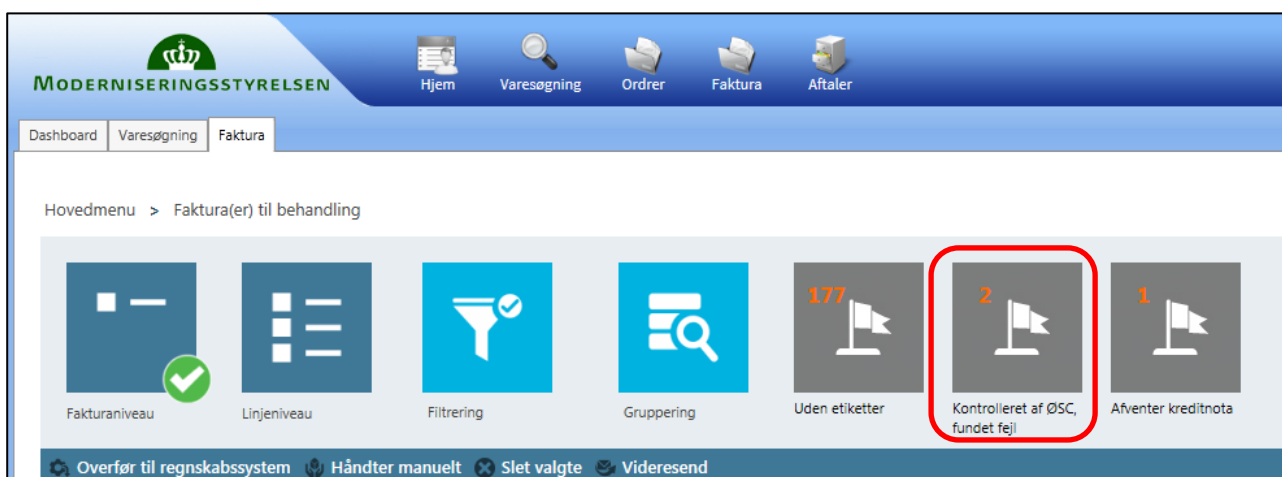 MODERNISERINGSSTYRELSEN
Hjem Varesøgning Ordrer Faktura Aftaler
Dashboard Varesøgning Faktura
Hovedmenu > Faktura(er) til behandling
177 2 1
Fakturaniveau Linjeniveau Filtrering Gruppering Uden etiketter Kontrolleret af ØSC, Afventer kreditnota
fundet fejl
Overfør til regnskabssystem Håndter manuelt Slet valgte Videresend